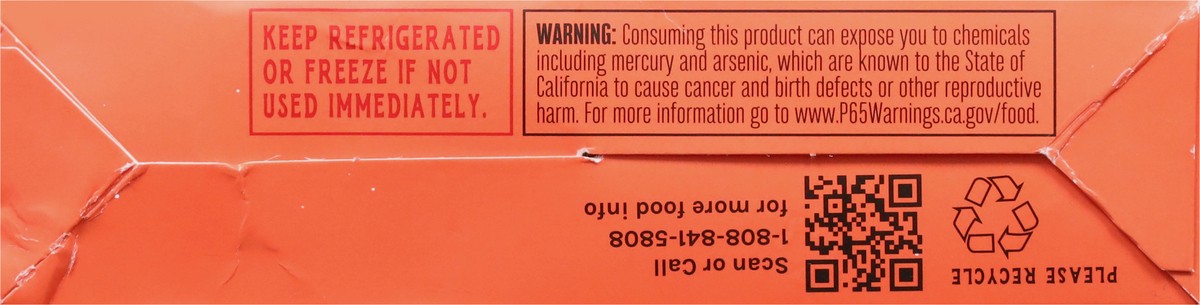 KEEP REFRIGERATED
OR FREEZE IF NOT
USED IMMEDIATELY.
WARNING: Consuming this product can expose you to chemicals
including mercury and arsenic, which are known to the State of
California to cause cancer and birth defects or other reproductive
harm. For more information go to www.P65Warnings.ca.gov/food.
PLEASE RECYCLE
Scan or Call
1-808-841-5808
for more food info